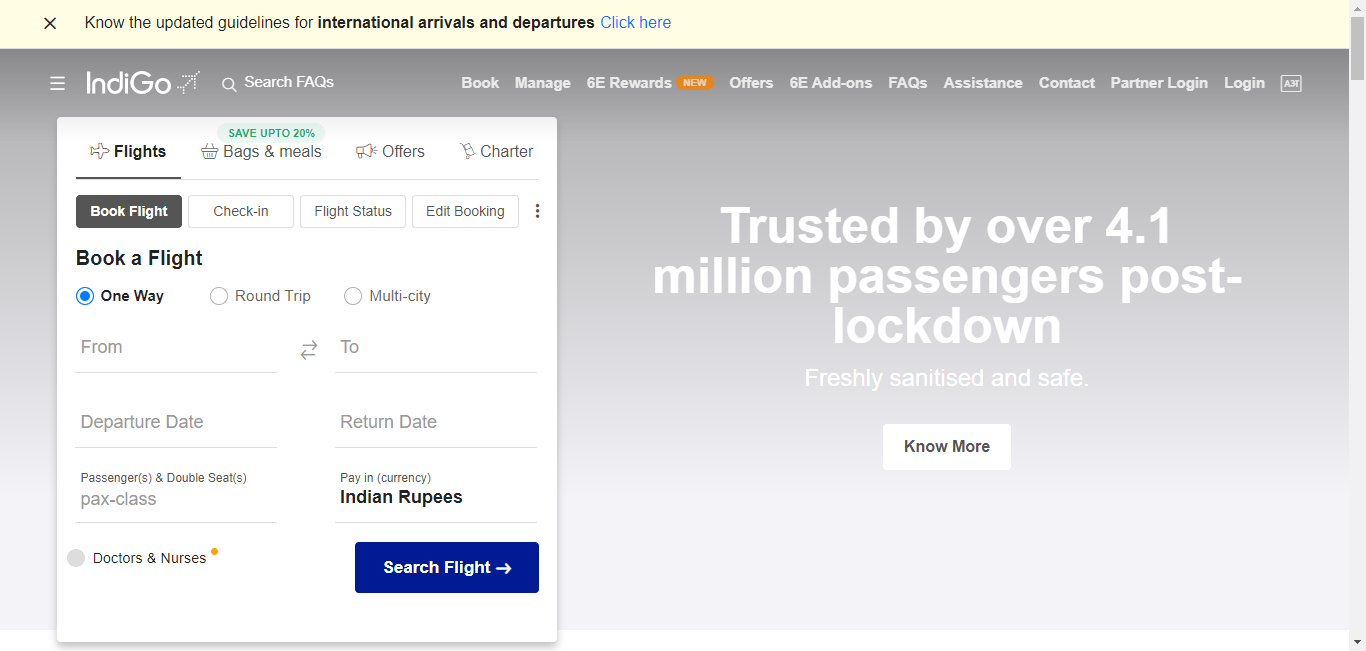 Know the updated guidelines for international arrivals and departures Click here
IndiGo Search FAQs Book Manage 6E Rewards NEW Offers 6E Add-ons FAQs Assistance Contact Partner Login Login
SAVE UPTO 20%
Flights Bags & meals Offers Charter
Book Flight Check-in Flight Status Edit Booking
Book a Flight
One Way Round Trip Multi-city
From To
Departure Date Return Date
Passenger(s) & Double Seat(s) Pay in (currency)
pax-class Indian Rupees
Doctors & Nurses
Search Flight
Trusted by over 4.1
million passengers post-
lockdown
Freshly sanitised and safe.
Know More